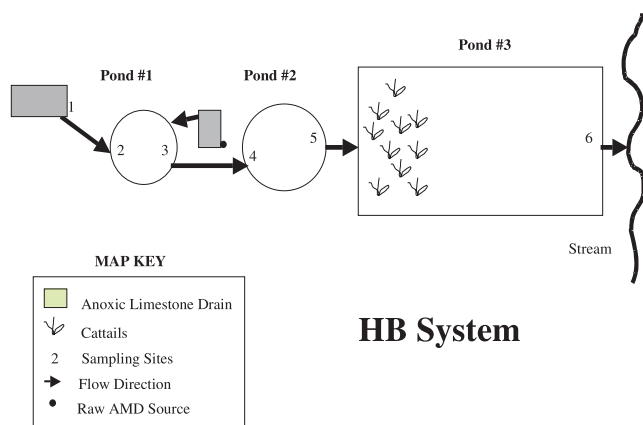 Pond #3
Pond #1
Pond #2
1
2
3
4
5
6
Stream
MAP KEY
Anoxic Limestone Drain
Cattails
2 Sampling Sites
Flow Direction
Raw AMD Source
HB System